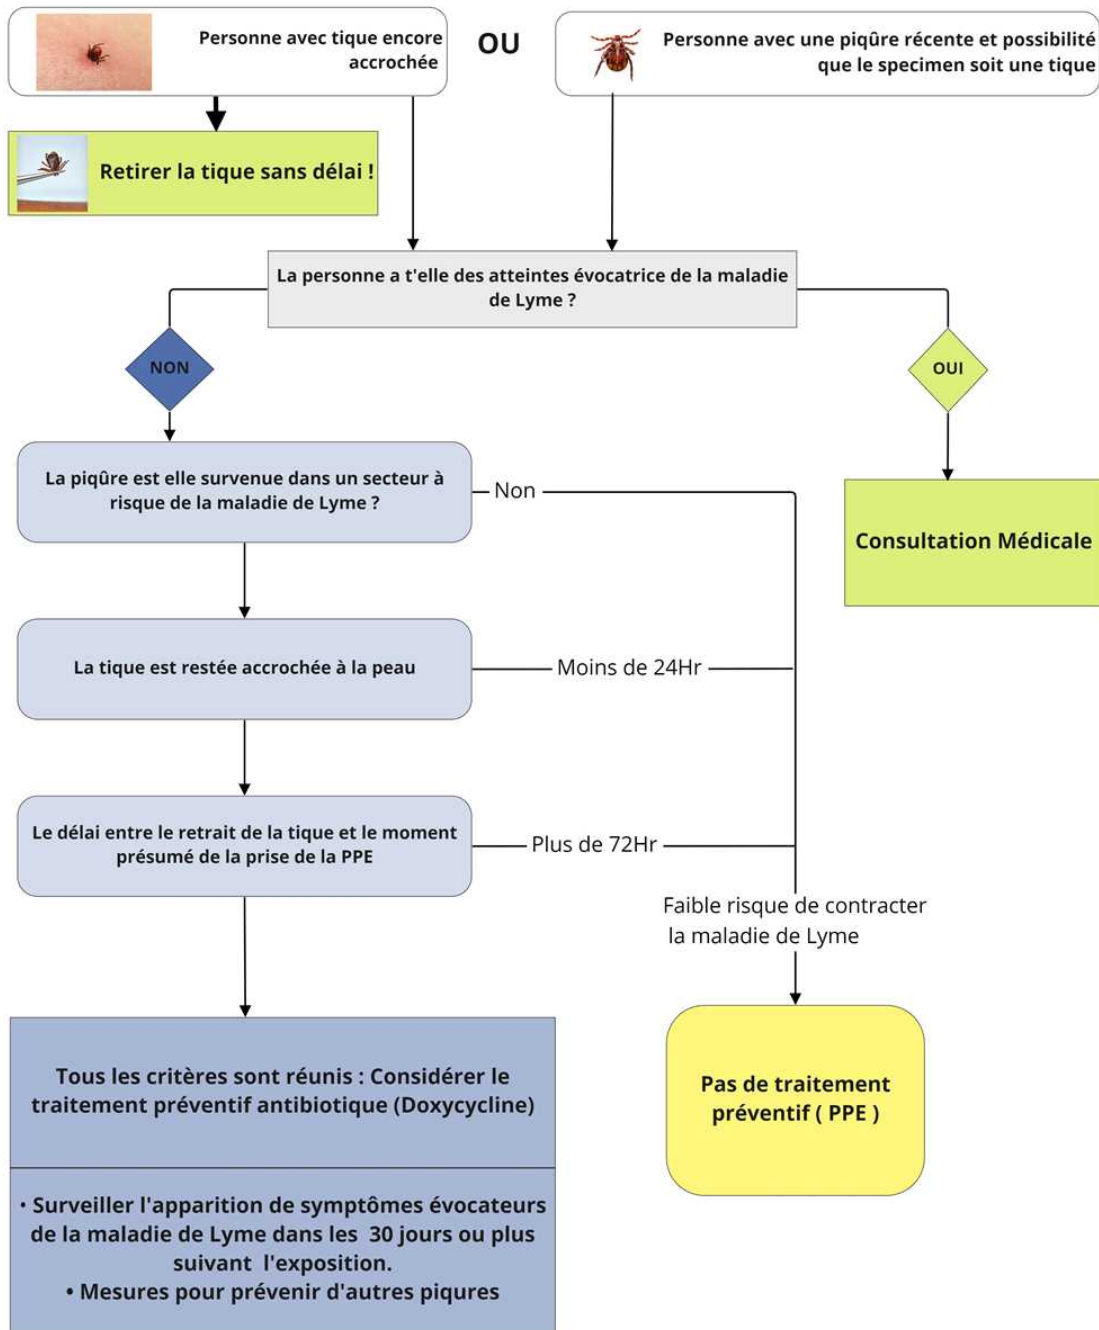 Personne avec tique encore
accrochée
OU
Personne avec une piqûre récente et possibilité
que le specimen soit une tique
Retirer la tique sans délai !
La personne a t'elle des atteintes évocatrice de la maladie
de Lyme ?
NON
OUI
La piqûre est elle survenue dans un secteur à
risque de la maladie de Lyme ?
Non
Consultation Médicale
La tique est restée accrochée à la peau
Moins de 24Hr
Le délai entre le retrait de la tique et le moment
présumé de la prise de la PPE
Plus de 72Hr
Faible risque de contracter
la maladie de Lyme
Tous les critères sont réunis : Considérer le
traitement préventif antibiotique (Doxycycline)
Pas de traitement
préventif ( PPE )
• Surveiller l'apparition de symptômes évocateurs
de la maladie de Lyme dans les 30 jours ou plus
suivant l'exposition.
• Mesures pour prévenir d'autres piqures